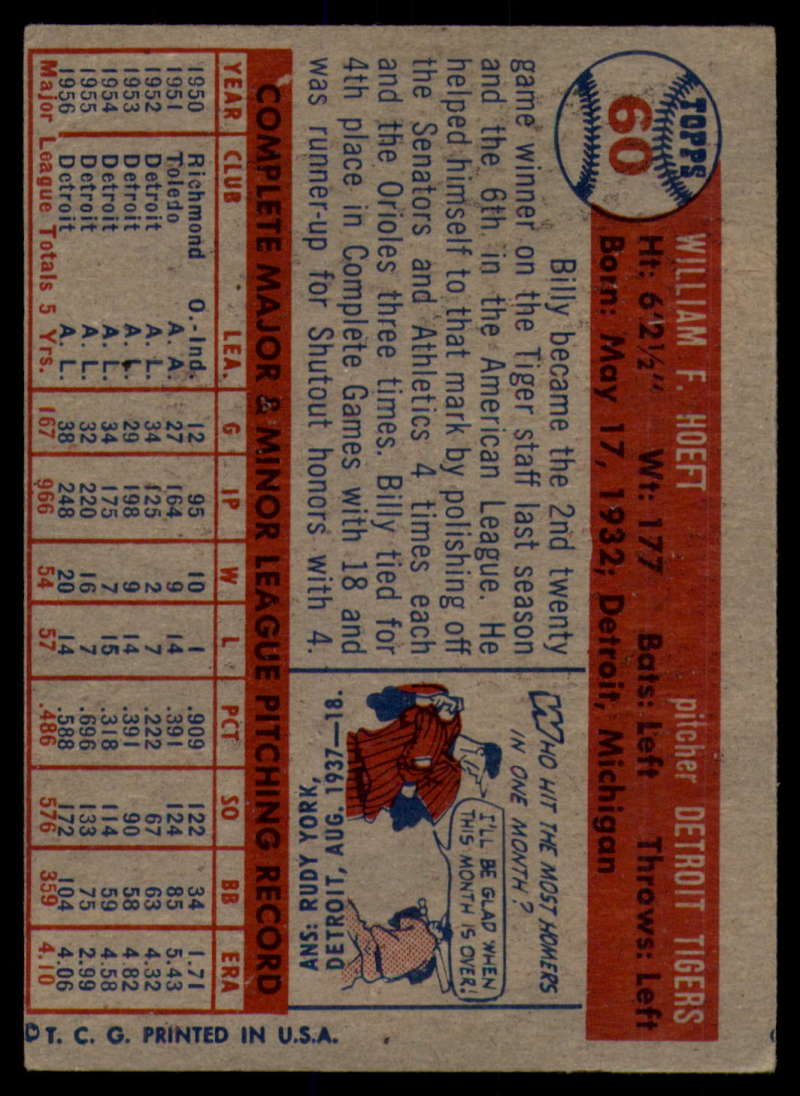 TOPPS
60
WILLIAM F. HOEFT pitcher DETROIT TIGERS
Ht: 6'2½" Wt: 177 Bats: Left Throws: Left
Born: May 17, 1932; Detroit, Michigan
Billy became the 2nd twenty
game winner on the Tiger staff last season
and the 6th in the American League. He
helped himself to that mark by polishing off
the Senators and Athletics 4 times each
and the Orioles three times. Billy tied for
4th place in Complete Games with 18 and
was runner-up for Shutout honors with 4.
WHO HIT THE MOST HOMERS
IN ONE MONTH?
I'LL BE GLAD WHEN
THIS MONTH IS OVER!
ANS: RUDY YORK,
DETROIT, AUG. 1937—18.
COMPLETE MAJOR & MINOR LEAGUE PITCHING RECORD
YEAR CLUB LEA. G IP W L PCT SO BB ERA
1950 Richmond O.-Ind. 12 95 10 1 .909 122 34 1.71
1951 Toledo A. A. 27 164 9 14 .391 124 85 5.43
1952 Detroit A. L. 34 125 2 7 .222 67 63 4.32
1953 Detroit A. L. 29 198 9 14 .391 90 58 4.82
1954 Detroit A. L. 34 175 7 15 .318 114 59 4.58
1955 Detroit A. L. 32 220 16 7 .696 133 75 2.99
1956 Detroit A. L. 38 248 20 14 .588 172 104 4.06
Major League Totals 5 Yrs. 167 966 54 57 .486 576 359 4.10
© T. C. G. PRINTED IN U.S.A.